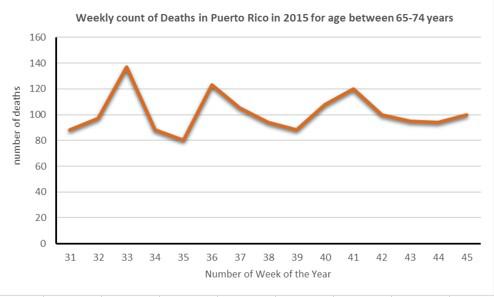 Weekly count of Deaths in Puerto Rico in 2015 for age between 65-74 years
160
140
120
100
80
60
40
20
0
number of deaths
31 32 33 34 35 36 37 38 39 40 41 42 43 44 45
Number of Week of the Year